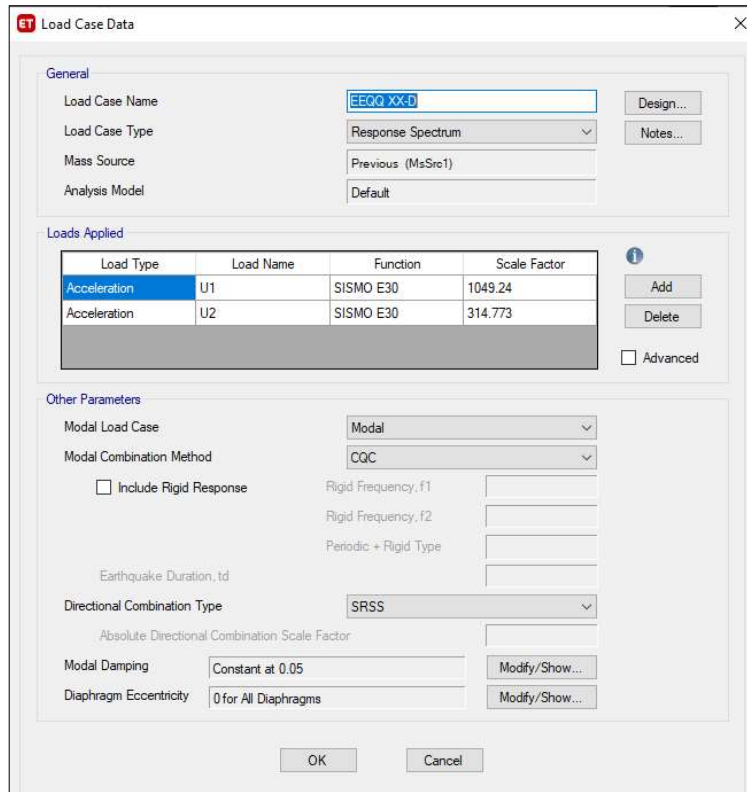 ET Load Case Data
General
Load Case Name EEQQ XX-D Design...
Load Case Type Response Spectrum Notes...
Mass Source Previous (MsSrc1)
Analysis Model Default
Loads Applied
Load Type Load Name Function Scale Factor
Acceleration U1 SISMO E30 1049.24 Add
Acceleration U2 SISMO E30 314.773 Delete
Advanced
Other Parameters
Modal Load Case Modal
Modal Combination Method CQC
Include Rigid Response Rigid Frequency, f1
Rigid Frequency, f2
Periodic + Rigid Type
Earthquake Duration, td
Directional Combination Type SRSS
Absolute Directional Combination Scale Factor
Modal Damping Constant at 0.05 Modify/Show...
Diaphragm Eccentricity 0 for All Diaphragms Modify/Show...
OK Cancel